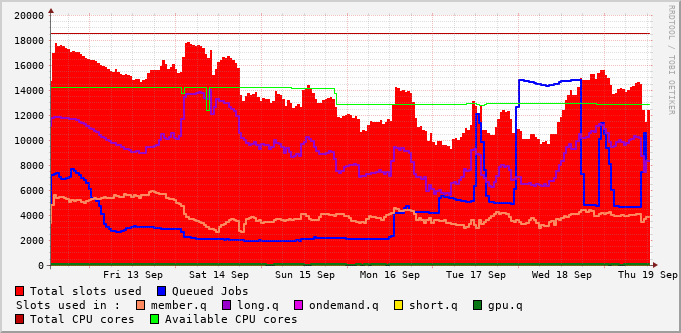 20000
18000
16000
14000
12000
10000
8000
6000
4000
2000
0
Fri 13 Sep Sat 14 Sep Sun 15 Sep Mon 16 Sep Tue 17 Sep Wed 18 Sep Thu 19 Sep
Total slots used Queued Jobs
Slots used in : member.q long.q ondemand.q short.q gpu.q
Total CPU cores Available CPU cores
RRDTOOL / TOBI OETIKER